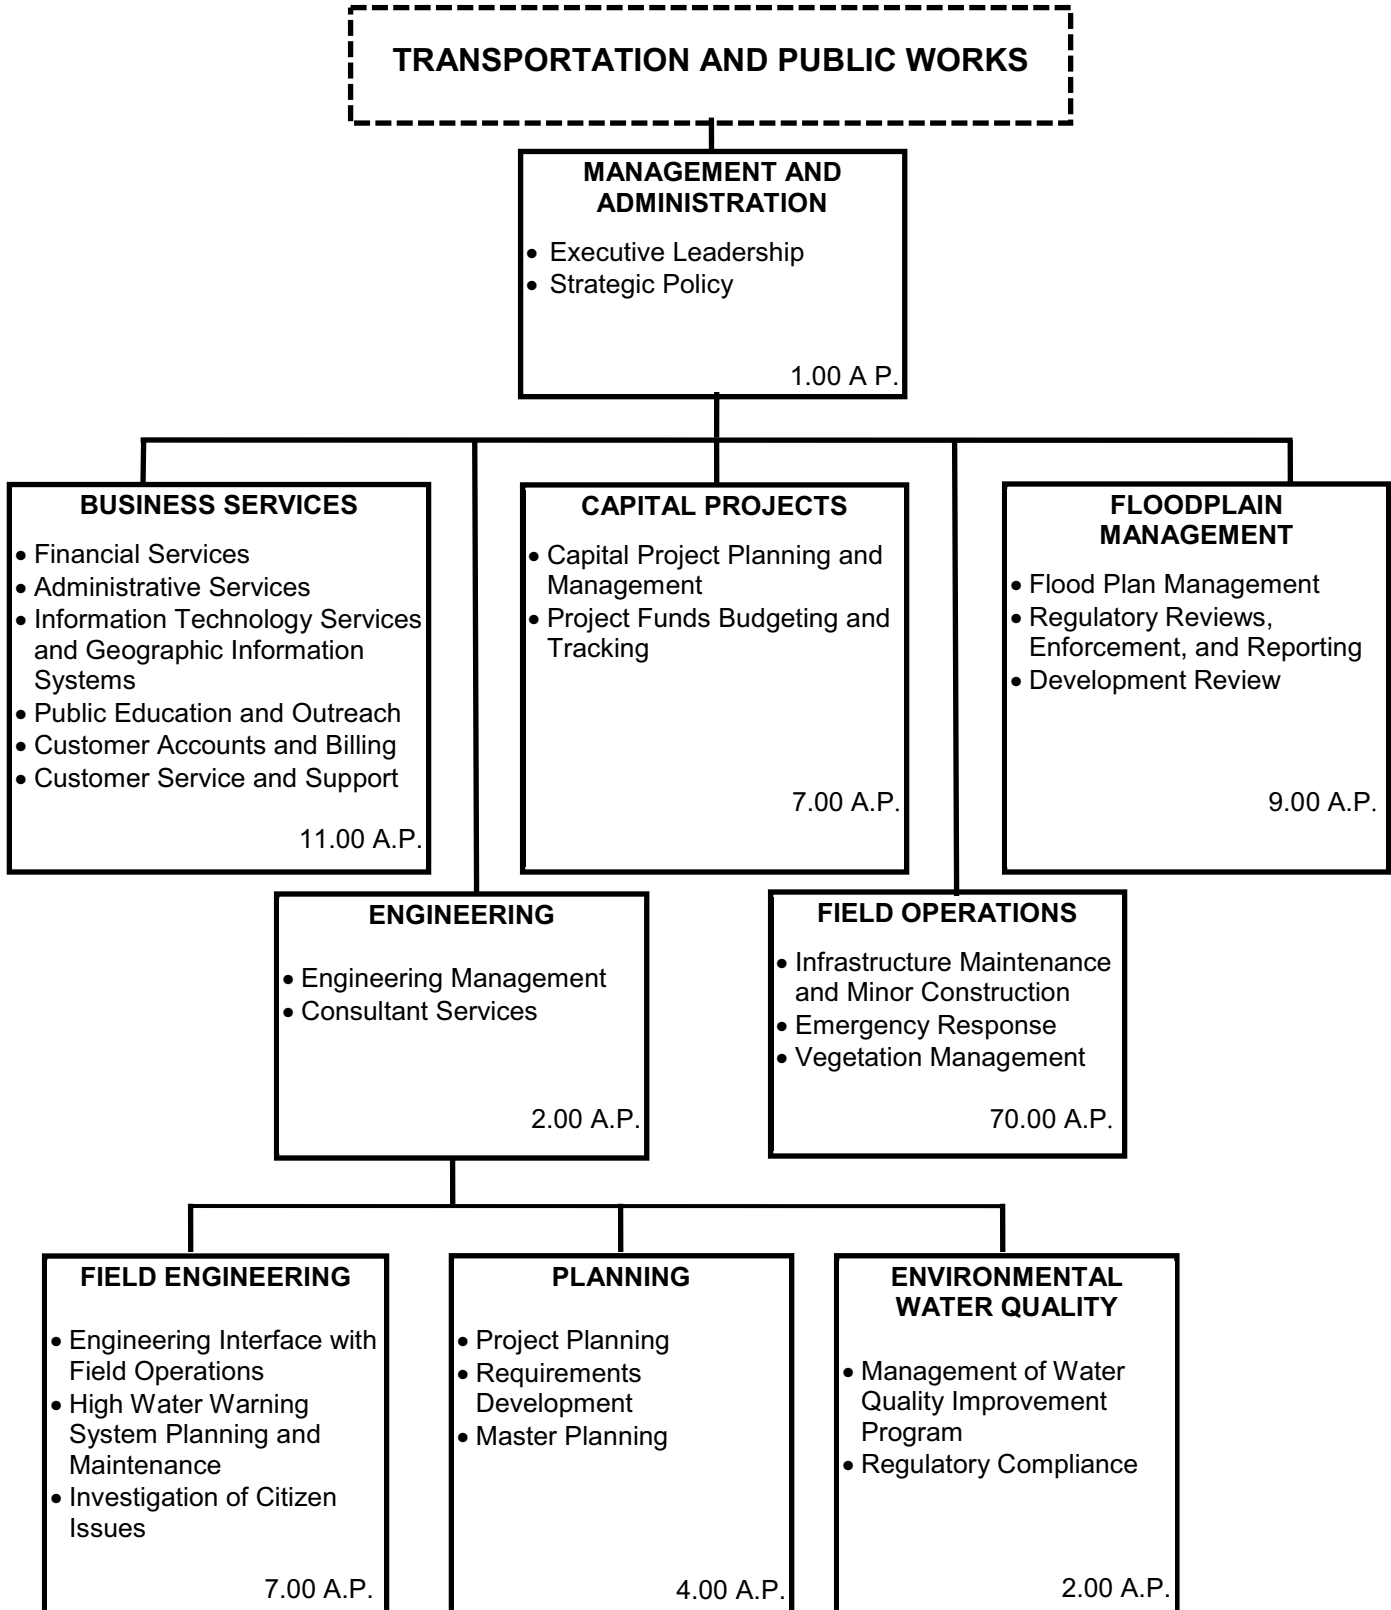 TRANSPORTATION AND PUBLIC WORKS
MANAGEMENT AND
ADMINISTRATION
• Executive Leadership
• Strategic Policy
1.00 A P.
BUSINESS SERVICES
• Financial Services
• Administrative Services
• Information Technology Services
and Geographic Information
Systems
• Public Education and Outreach
• Customer Accounts and Billing
• Customer Service and Support
11.00 A.P.
CAPITAL PROJECTS
• Capital Project Planning and
Management
• Project Funds Budgeting and
Tracking
7.00 A.P.
FLOODPLAIN
MANAGEMENT
• Flood Plan Management
• Regulatory Reviews,
Enforcement, and Reporting
• Development Review
9.00 A.P.
ENGINEERING
• Engineering Management
• Consultant Services
2.00 A.P.
FIELD OPERATIONS
• Infrastructure Maintenance
and Minor Construction
• Emergency Response
• Vegetation Management
70.00 A.P.
FIELD ENGINEERING
• Engineering Interface with
Field Operations
• High Water Warning
System Planning and
Maintenance
• Investigation of Citizen
Issues
7.00 A.P.
PLANNING
• Project Planning
• Requirements
Development
• Master Planning
4.00 A.P.
ENVIRONMENTAL
WATER QUALITY
• Management of Water
Quality Improvement
Program
• Regulatory Compliance
2.00 A.P.